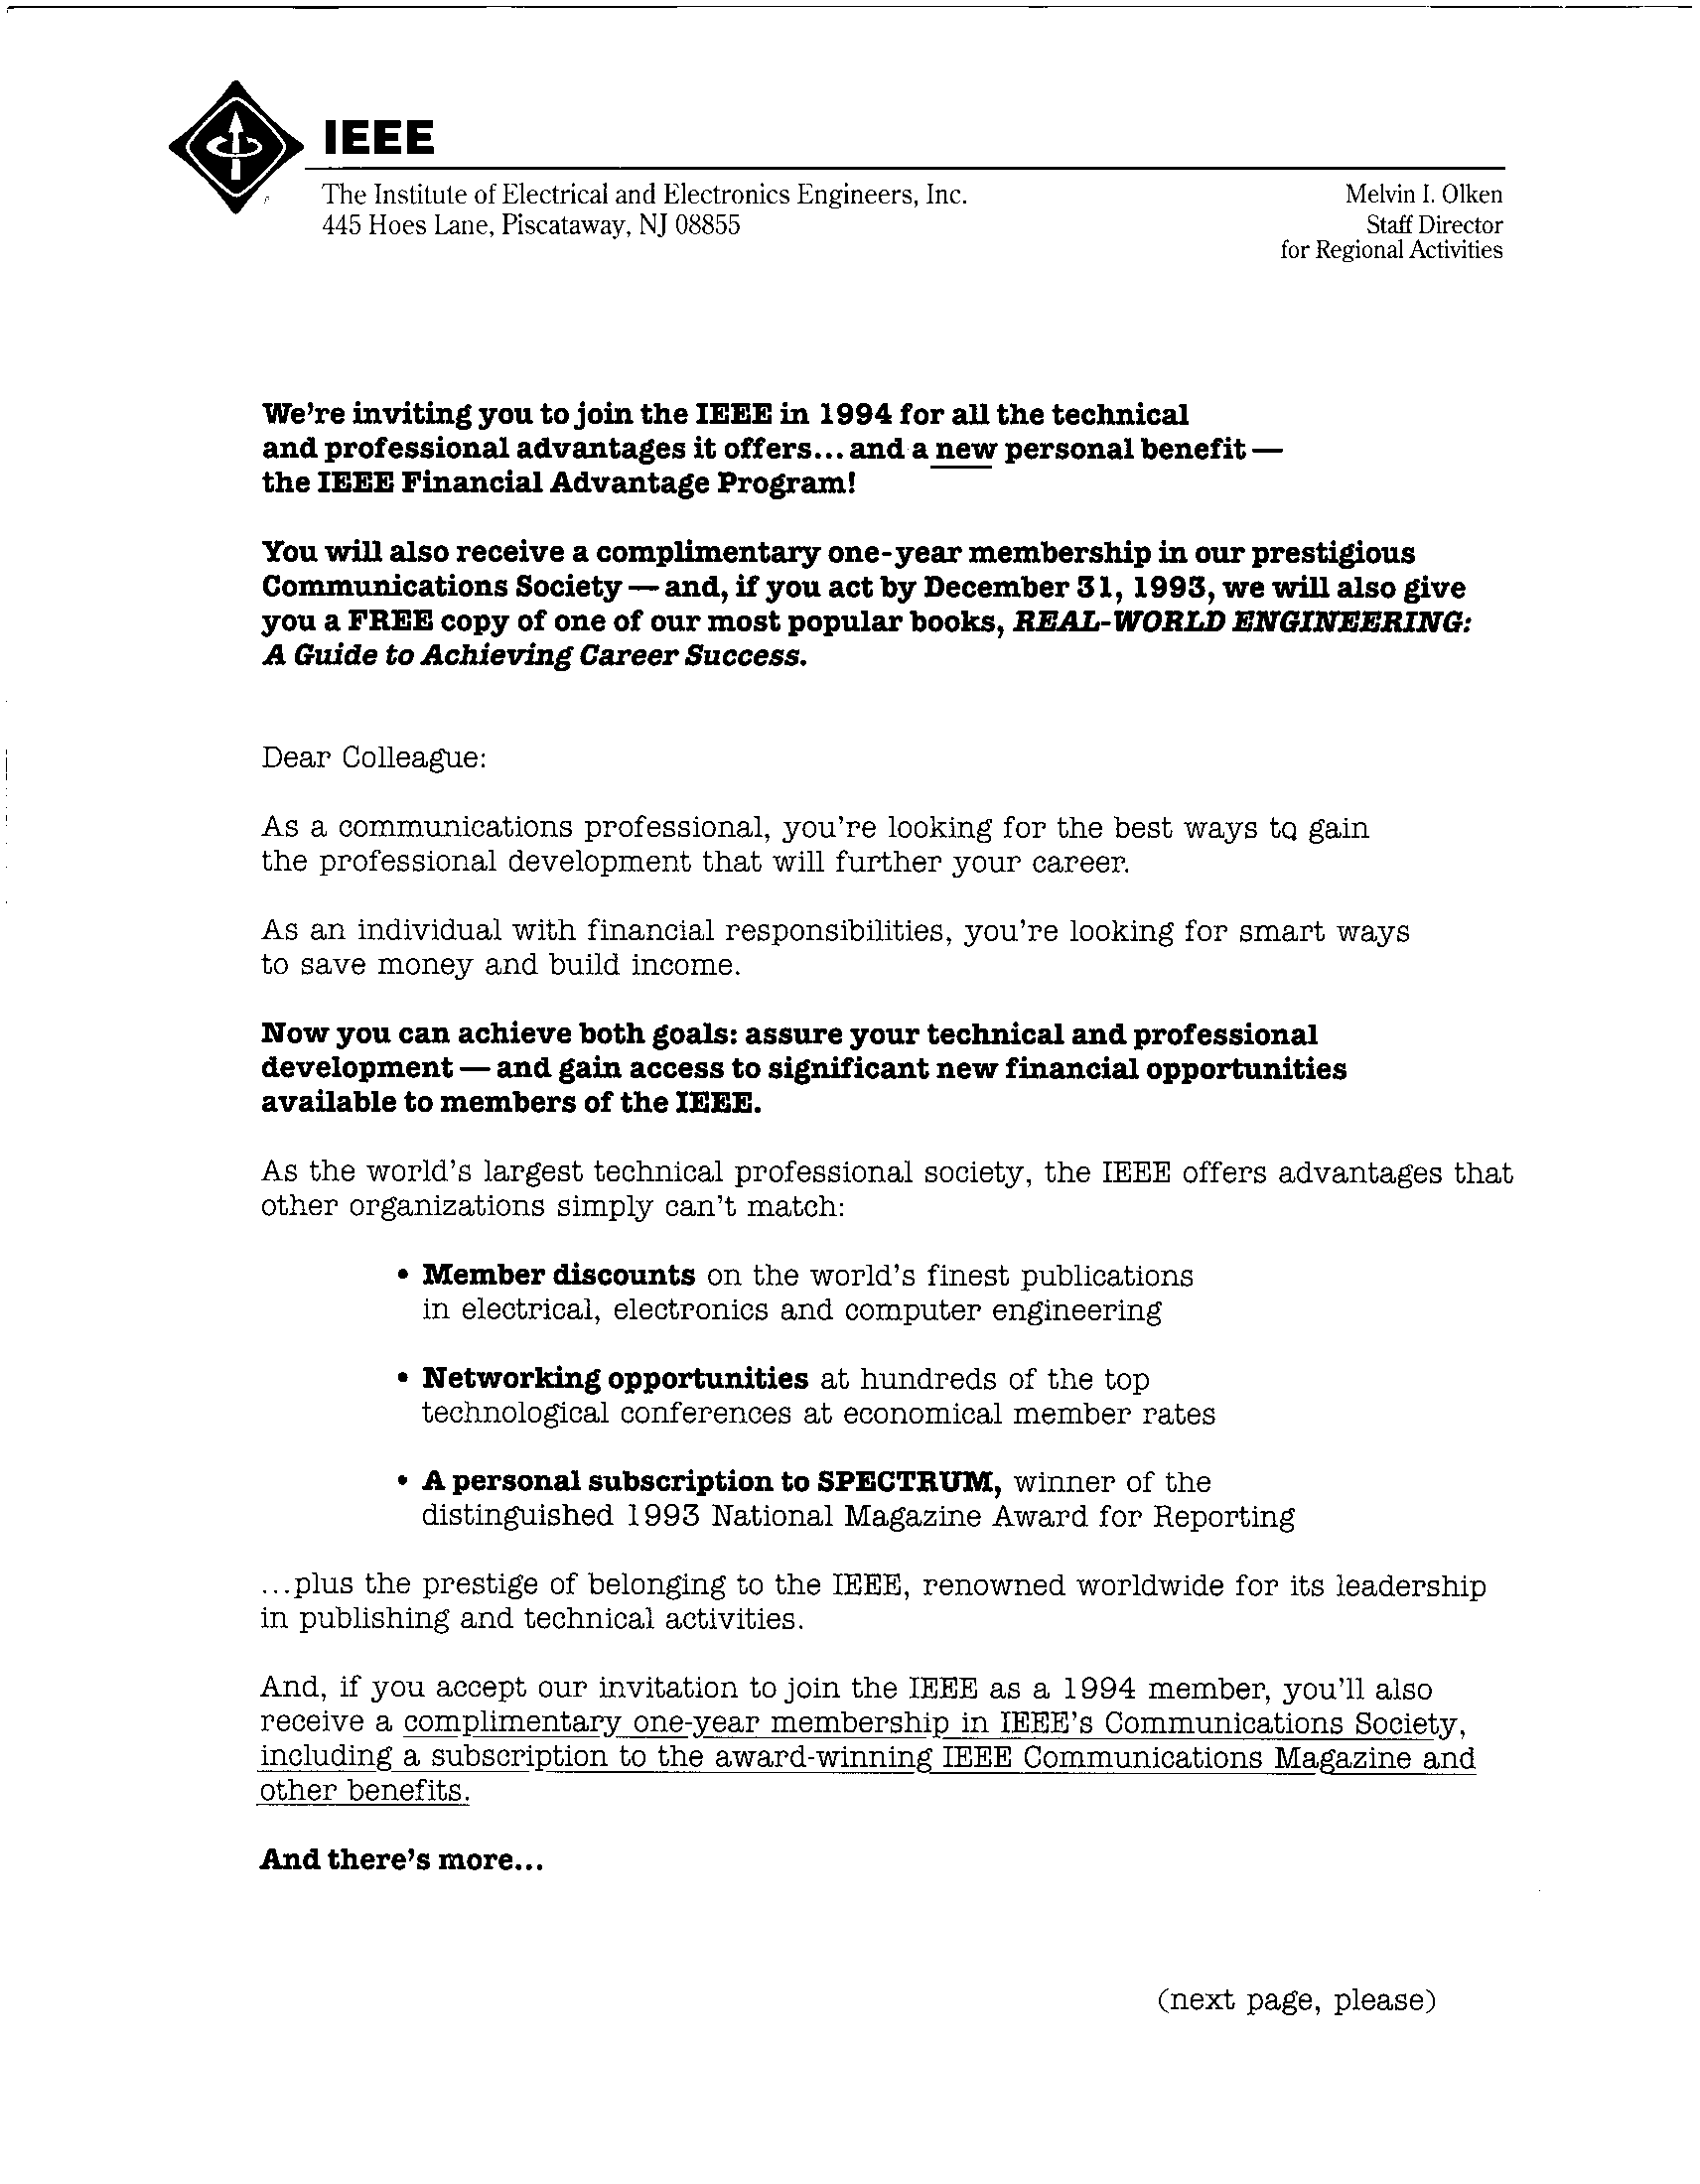 IEEE
The Institute of Electrical and Electronics Engineers, Inc.
445 Hoes Lane, Piscataway, NJ 08855
Melvin I. Olken
Staff Director
for Regional Activities
We're inviting you to join the IEEE in 1994 for all the technical
and professional advantages it offers... and a new personal benefit —
the IEEE Financial Advantage Program!
You will also receive a complimentary one-year membership in our prestigious
Communications Society — and, if you act by December 31, 1993, we will also give
you a FREE copy of one of our most popular books, REAL-WORLD ENGINEERING:
A Guide to Achieving Career Success.
Dear Colleague:
As a communications professional, you're looking for the best ways to gain
the professional development that will further your career.
As an individual with financial responsibilities, you're looking for smart ways
to save money and build income.
Now you can achieve both goals: assure your technical and professional
development — and gain access to significant new financial opportunities
available to members of the IEEE.
As the world's largest technical professional society, the IEEE offers advantages that
other organizations simply can't match:
• Member discounts on the world's finest publications
in electrical, electronics and computer engineering
• Networking opportunities at hundreds of the top
technological conferences at economical member rates
• A personal subscription to SPECTRUM, winner of the
distinguished 1993 National Magazine Award for Reporting
...plus the prestige of belonging to the IEEE, renowned worldwide for its leadership
in publishing and technical activities.
And, if you accept our invitation to join the IEEE as a 1994 member, you'll also
receive a complimentary one-year membership in IEEE's Communications Society,
including a subscription to the award-winning IEEE Communications Magazine and
other benefits.
And there's more...
(next page, please)